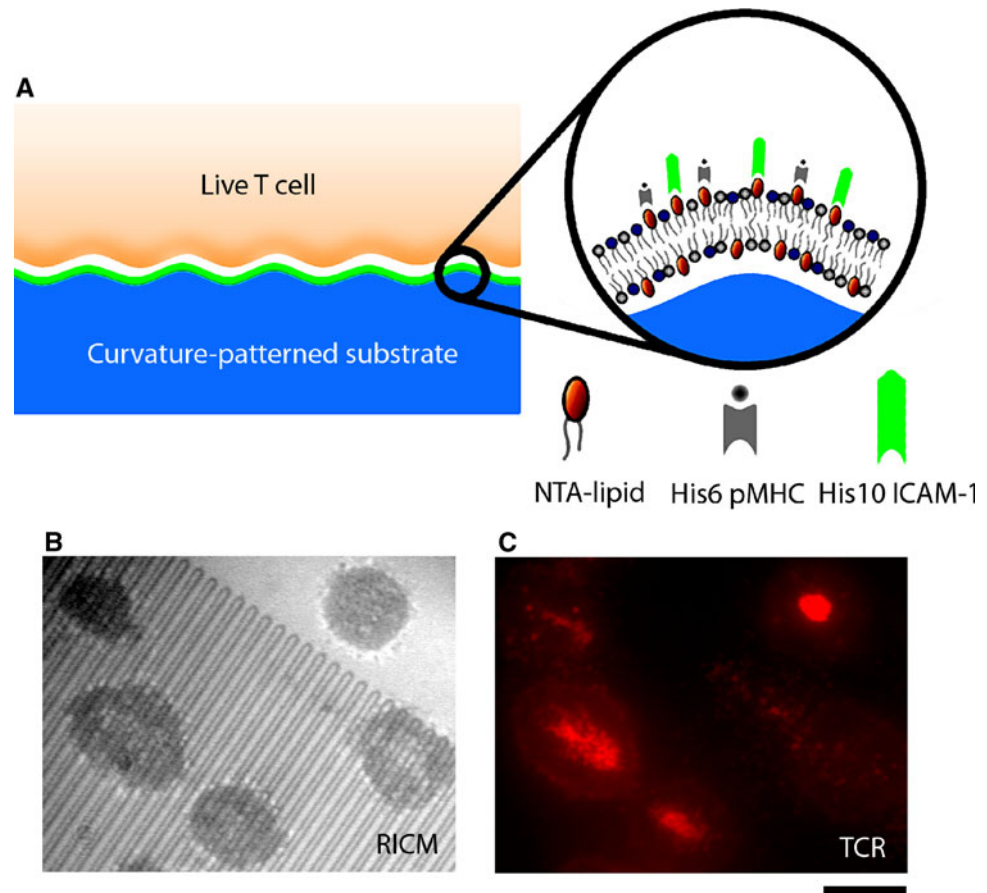 A
Live T cell
Curvature-patterned substrate
NTA-lipid His6 pMHC His10 ICAM-1
B
RICM
C
TCR